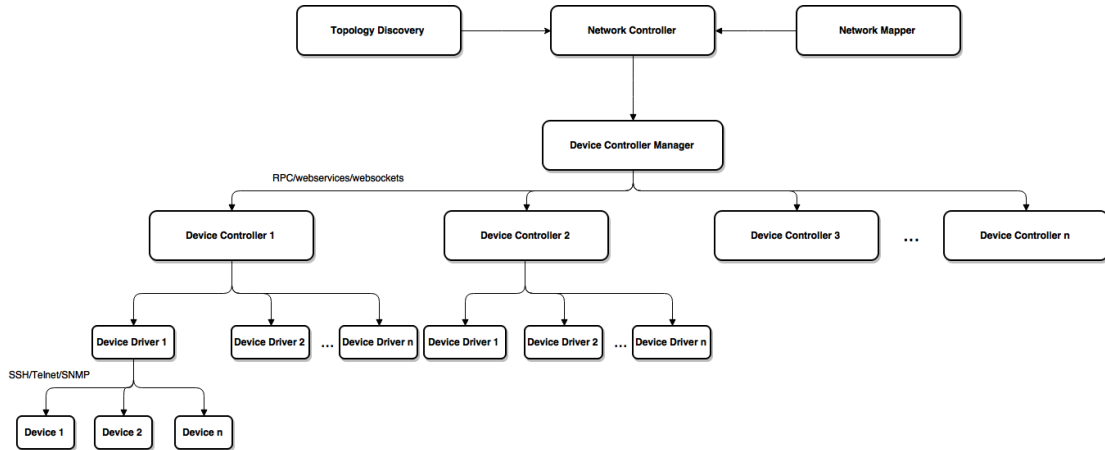 Topology Discovery
Network Controller
Network Mapper
Device Controller Manager
RPC/webservices/websockets
Device Controller 1
Device Controller 2
Device Controller 3
...
Device Controller n
Device Driver 1
Device Driver 2
...
Device Driver n
Device Driver 1
Device Driver 2
...
Device Driver n
SSH/Telnet/SNMP
Device 1
Device 2
Device n